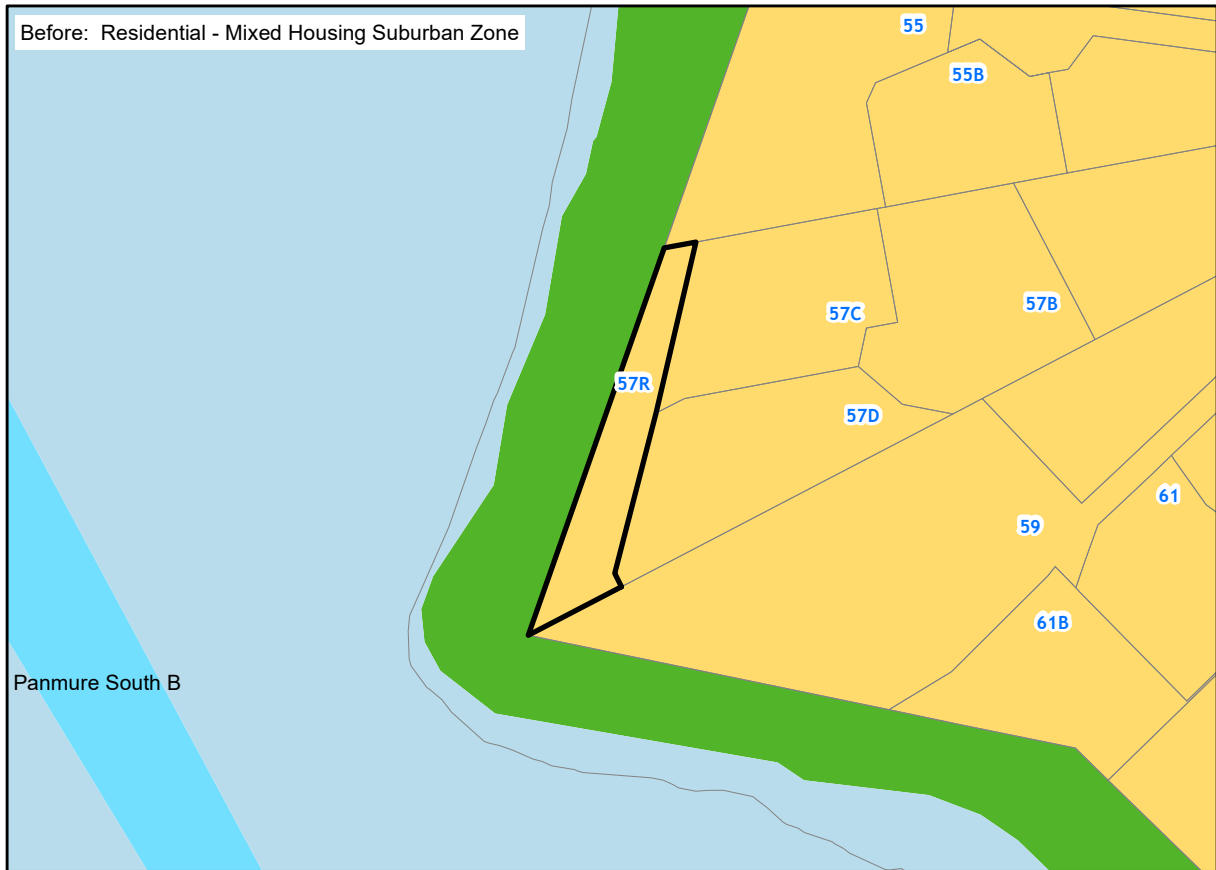 Before: Residential - Mixed Housing Suburban Zone
55
55B
57C
57B
57R
57D
61
59
61B
Panmure South B